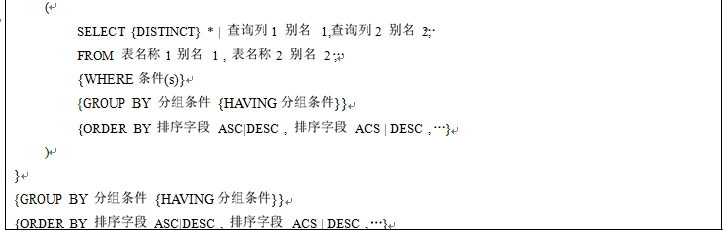 (
SELECT {DISTINCT} * | 查询列 1 别名 1,查询列 2 别名 2;…
FROM 表名称 1 别名 1 , 表名称 2 别名 2 ;…
{WHERE 条件(s)}
{GROUP BY 分组条件 {HAVING 分组条件}}
{ORDER BY 排序字段 ASC|DESC , 排序字段 ACS | DESC ,…}
)
}
{GROUP BY 分组条件 {HAVING 分组条件}}
{ORDER BY 排序字段 ASC|DESC , 排序字段 ACS | DESC ,…}